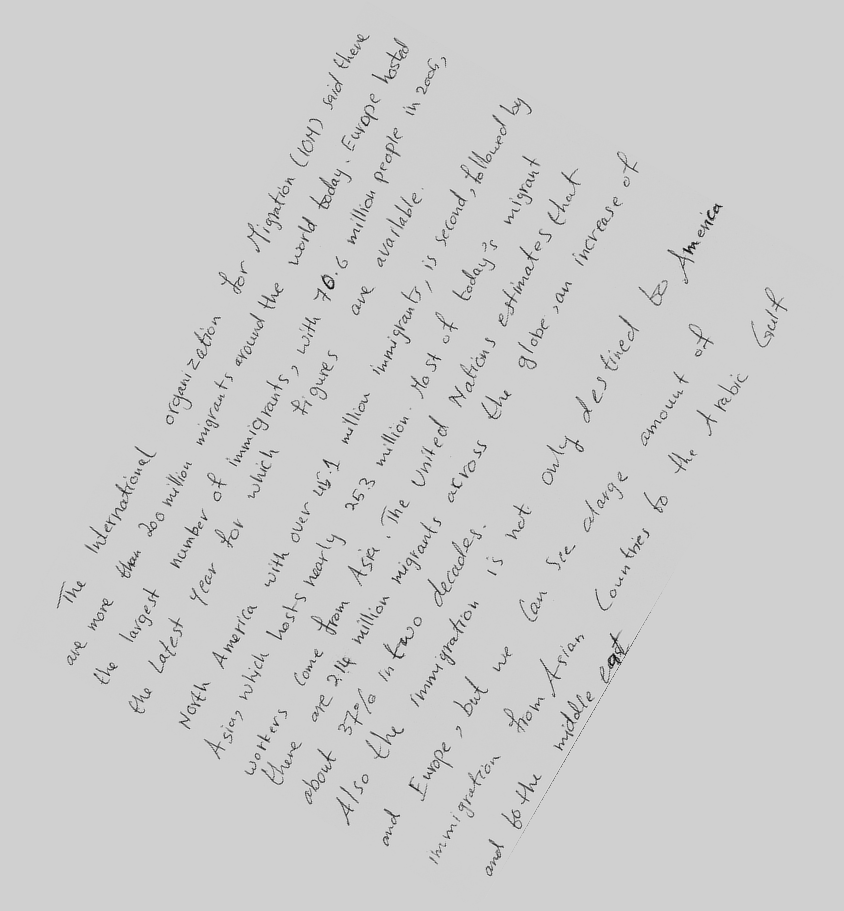 The International organization for Migration (IOM) said there
are more than 200 million migrants around the world today. Europe hosted
the largest number of immigrants, with 70.6 million people in 2005,
the Latest year for which figures are available.
North America with over 45.1 million immigrants, is second, followed by
Asia, which hosts nearly 25.3 million. Most of today's migrant
workers come from Asia. The United Nations estimates that
there are 214 million migrants across the globe, an increase of
about 37% in two decades.
Also the immigration is not only destined to America
and Europe, but we can see alarge amount of
immigration from Asian Countries to the Arabic Gulf
and to the middle east